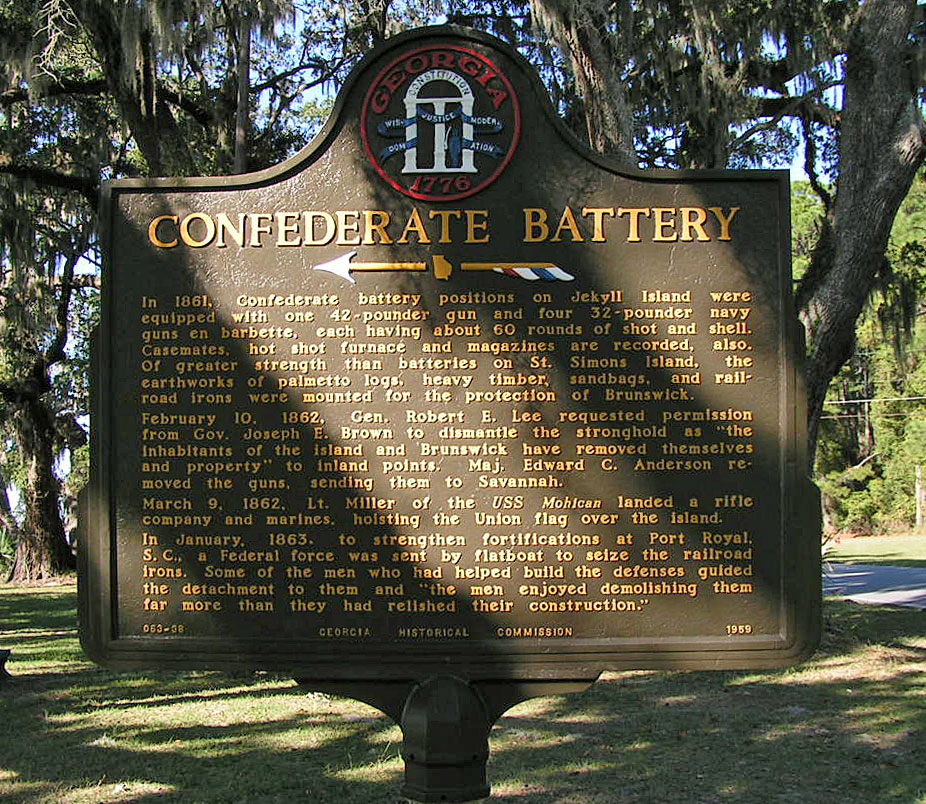 GEORGIA
CONSTITUTION
WIS- JUSTICE MODER-
DOM ATION
1776
CONFEDERATE BATTERY
In 1861, Confederate battery positions on Jekyll Island were
equipped with one 42-pounder gun and four 32-pounder navy
guns en barbette, each having about 60 rounds of shot and shell.
Casemates, hot shot furnace and magazines are recorded, also.
Of greater strength than batteries on St. Simons Island, the
earthworks of palmetto logs, heavy timber, sandbags, and rail-
road irons were mounted for the protection of Brunswick.
February 10, 1862, Gen. Robert E. Lee requested permission
from Gov. Joseph E. Brown to dismantle the stronghold as "the
inhabitants of the island and Brunswick have removed themselves
and property" to inland points. Maj. Edward C. Anderson re-
moved the guns, sending them to Savannah.
March 9, 1862, Lt. Miller of the USS Mohican landed a rifle
company and marines, hoisting the Union flag over the island.
In January, 1863, to strengthen fortifications at Port Royal,
S. C., a Federal force was sent by flatboat to seize the railroad
irons. Some of the men who had helped build the defenses guided
the detachment to them and "the men enjoyed demolishing them
far more than they had relished their construction."
063-38 GEORGIA HISTORICAL COMMISSION 1959